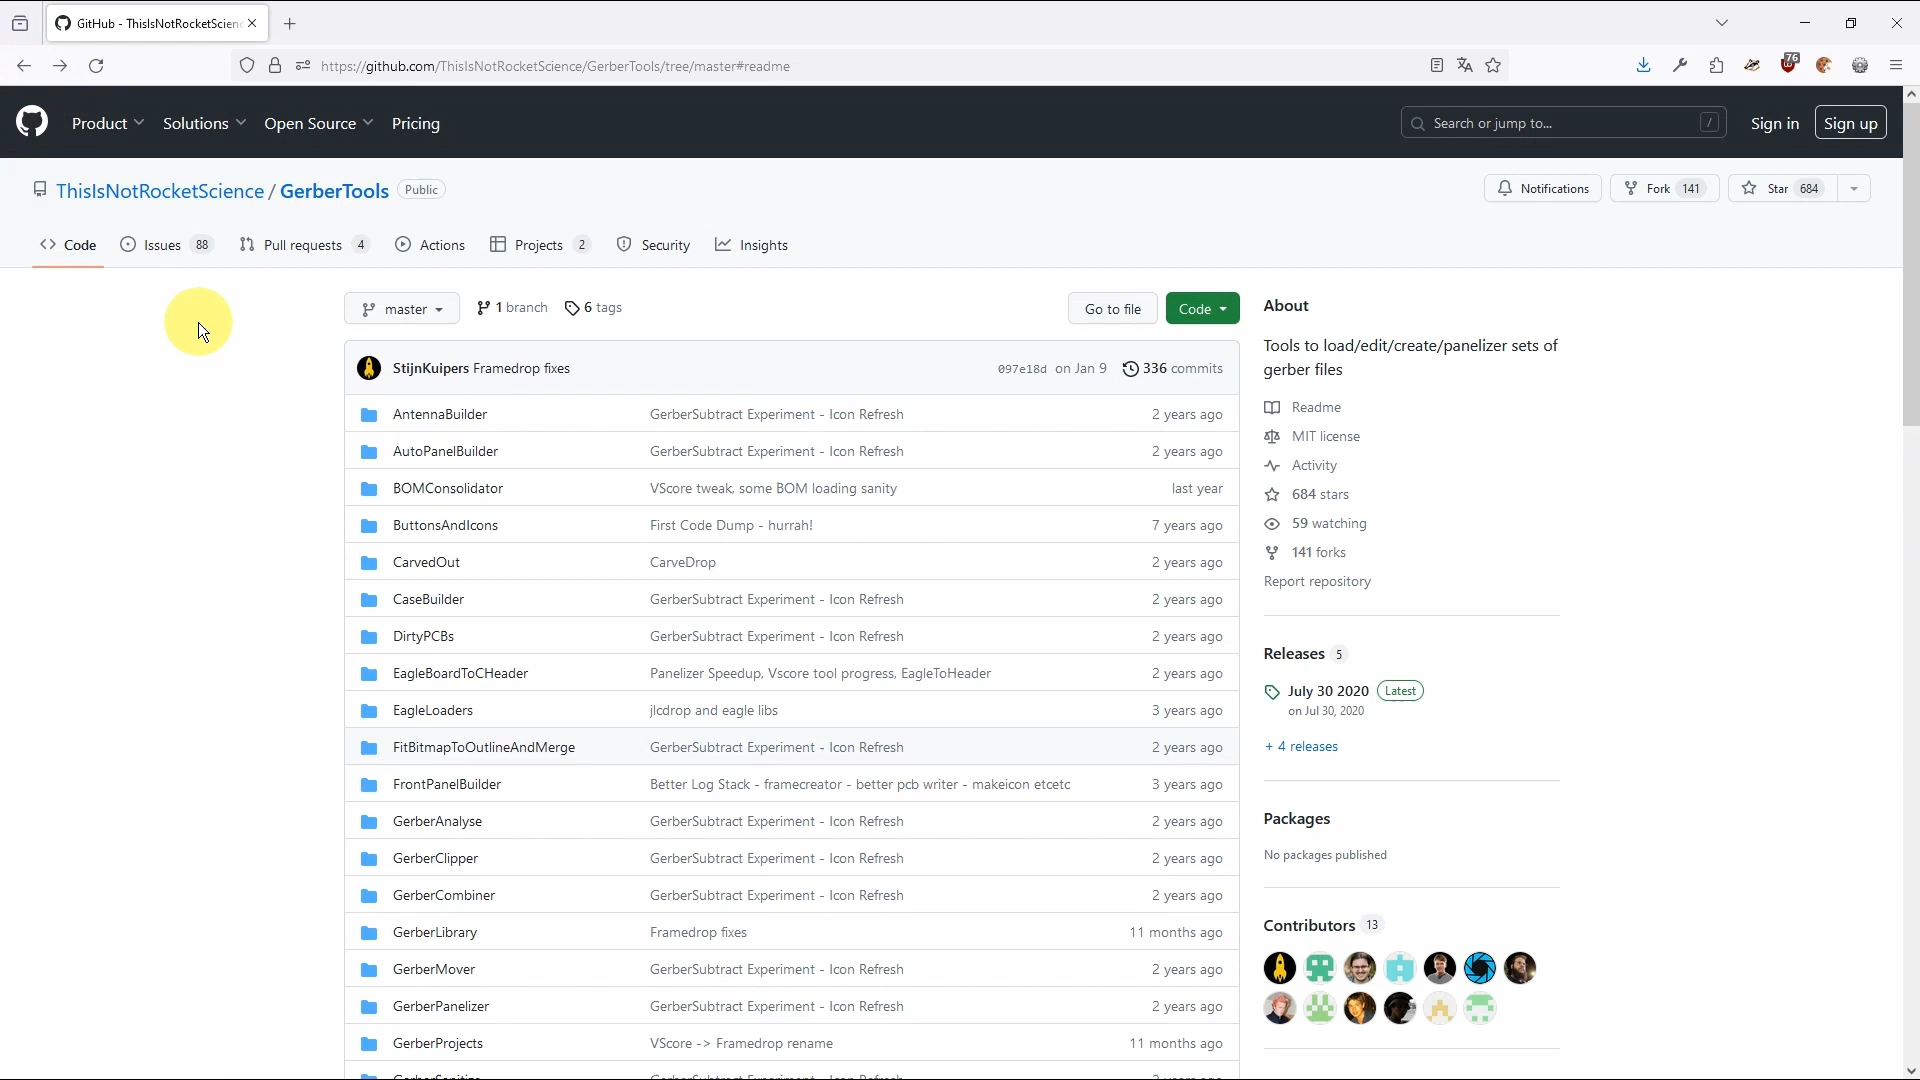 GitHub - ThisIsNotRocketScien
https://github.com/ThisIsNotRocketScience/GerberTools/tree/master#readme
76
Product
Solutions
Open Source
Pricing
Search or jump to...
/
Sign in
Sign up
ThisIsNotRocketScience / GerberTools
Public
Notifications
Fork 141
Star 684
Code
Issues 88
Pull requests 4
Actions
Projects 2
Security
Insights
master
1 branch
6 tags
Go to file
Code
StijnKuipers Framedrop fixes
097e18d on Jan 9
336 commits
AntennaBuilder GerberSubtract Experiment - Icon Refresh 2 years ago
AutoPanelBuilder GerberSubtract Experiment - Icon Refresh 2 years ago
BOMConsolidator VScore tweak, some BOM loading sanity last year
ButtonsAndIcons First Code Dump - hurrah! 7 years ago
CarvedOut CarveDrop 2 years ago
CaseBuilder GerberSubtract Experiment - Icon Refresh 2 years ago
DirtyPCBs GerberSubtract Experiment - Icon Refresh 2 years ago
EagleBoardToCHeader Panelizer Speedup, Vscore tool progress, EagleToHeader 2 years ago
EagleLoaders jlcdrop and eagle libs 3 years ago
FitBitmapToOutlineAndMerge GerberSubtract Experiment - Icon Refresh 2 years ago
FrontPanelBuilder Better Log Stack - framecreator - better pcb writer - makeicon etcetc 3 years ago
GerberAnalyse GerberSubtract Experiment - Icon Refresh 2 years ago
GerberClipper GerberSubtract Experiment - Icon Refresh 2 years ago
GerberCombiner GerberSubtract Experiment - Icon Refresh 2 years ago
GerberLibrary Framedrop fixes 11 months ago
GerberMover GerberSubtract Experiment - Icon Refresh 2 years ago
GerberPanelizer GerberSubtract Experiment - Icon Refresh 2 years ago
GerberProjects VScore -> Framedrop rename 11 months ago
About
Tools to load/edit/create/panelizer sets of
gerber files
Readme
MIT license
Activity
684 stars
59 watching
141 forks
Report repository
Releases 5
July 30 2020 Latest
on Jul 30, 2020
+ 4 releases
Packages
No packages published
Contributors 13